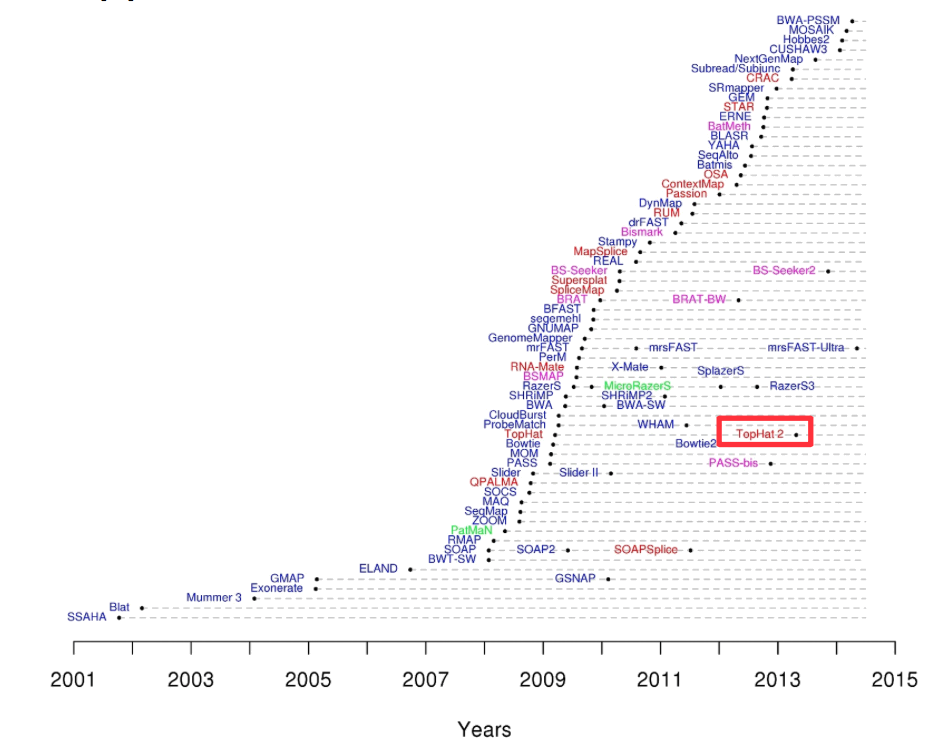 BWA-PSSM
MOSAIK
Hobbes2
CUSHAW3
NextGenMap
Subread/Subjunc
CRAC
SRmapper
GEM
STAR
ERNE
BatMeth
BLASR
YAHA
SeqAlto
Batmis
OSA
ContextMap
Passion
DynMap
RUM
drFAST
Bismark
Stampy
MapSplice
REAL
BS-Seeker BS-Seeker2
Supersplat
SpliceMap
BRAT BRAT-BW
BFAST
segemehl
GNUMAP
GenomeMapper
mrFAST mrsFAST mrsFAST-Ultra
PerM
RNA-Mate X-Mate SplazerS
BSMAP
RazerS MicroRazerS RazerS3
SHRiMP SHRiMP2
BWA BWA-SW
CloudBurst
ProbeMatch WHAM
TopHat TopHat 2
Bowtie Bowtie2
MOM
PASS PASS-bis
Slider Slider II
QPALMA
SOCS
MAQ
SeqMap
ZOOM
PatMaN
RMAP
SOAP SOAP2 SOAPSplice
BWT-SW
ELAND
GMAP GSNAP
Exonerate
Mummer 3
Blat
SSAHA
2001 2003 2005 2007 2009 2011 2013 2015
Years